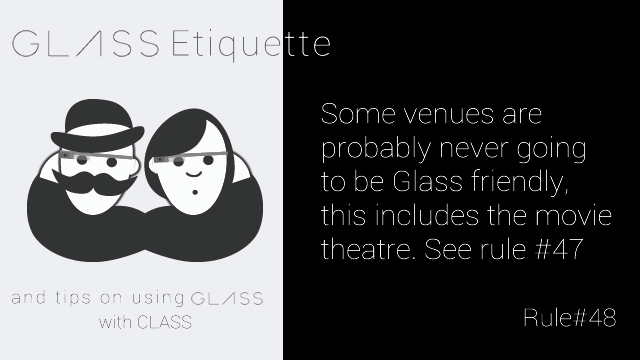 GLASS Etiquette
Some venues are
probably never going
to be Glass friendly,
this includes the movie
theatre. See rule #47
and tips on using GLASS
with CLASS
Rule#48